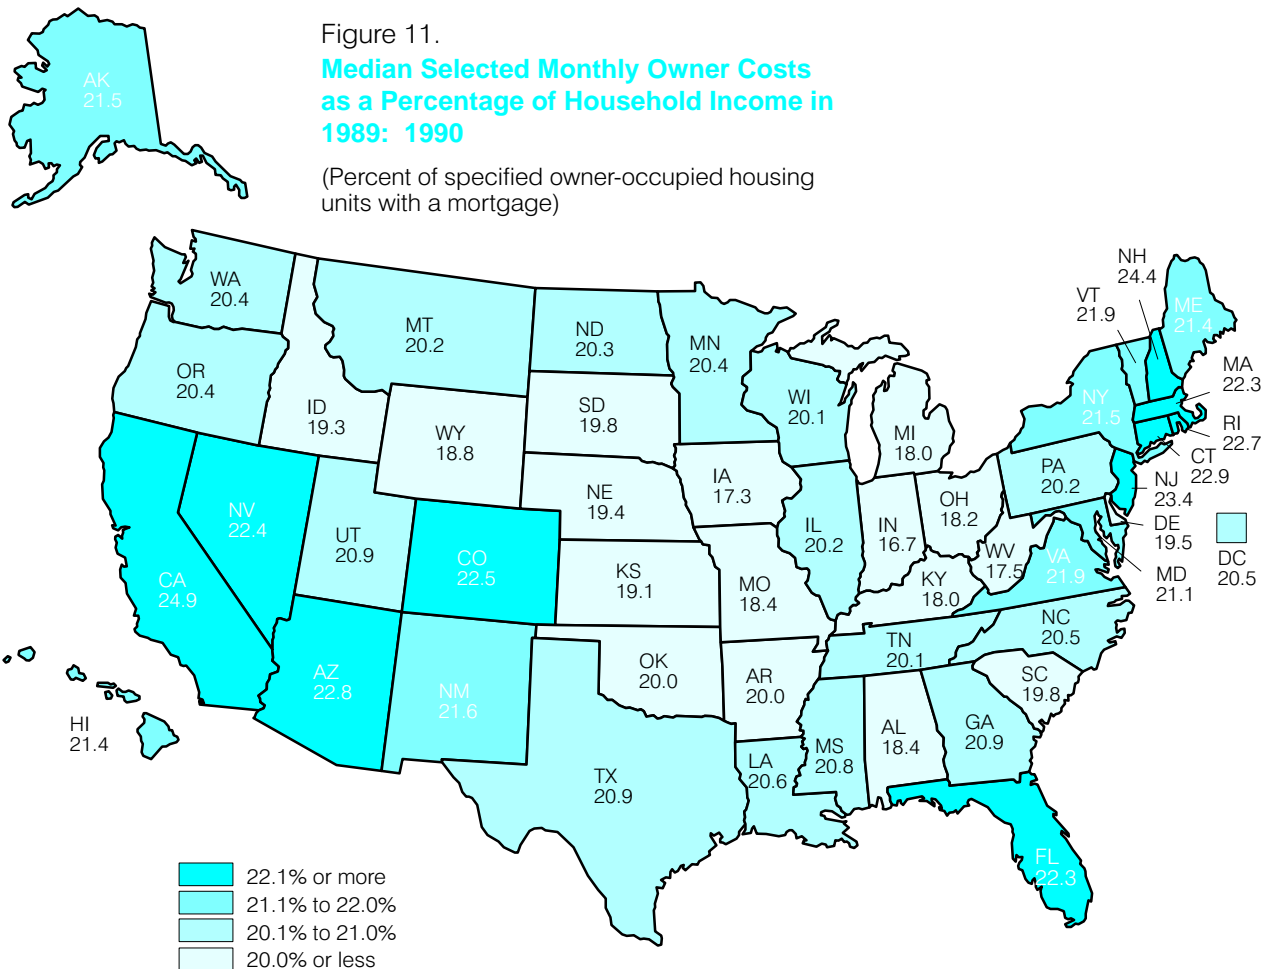 Figure 11.
Median Selected Monthly Owner Costs
as a Percentage of Household Income in
1989: 1990
(Percent of specified owner-occupied housing
units with a mortgage)
AK
21.5
NH
24.4
VT
21.9
ME
21.4
WA
20.4
MT
20.2
ND
20.3
MN
20.4
MA
22.3
OR
20.4
ID
19.3
WY
18.8
SD
19.8
WI
20.1
MI
18.0
NY
21.5
RI
22.7
CT
22.9
NJ
23.4
PA
20.2
DE
19.5
DC
20.5
MD
21.1
NV
22.4
UT
20.9
CO
22.5
NE
19.4
IA
17.3
IL
20.2
IN
16.7
OH
18.2
WV
17.5
VA
21.9
CA
24.9
KS
19.1
MO
18.4
KY
18.0
NC
20.5
TN
20.1
AZ
22.8
NM
21.6
OK
20.0
AR
20.0
SC
19.8
HI
21.4
TX
20.9
LA
20.6
MS
20.8
AL
18.4
GA
20.9
FL
22.3
22.1% or more
21.1% to 22.0%
20.1% to 21.0%
20.0% or less